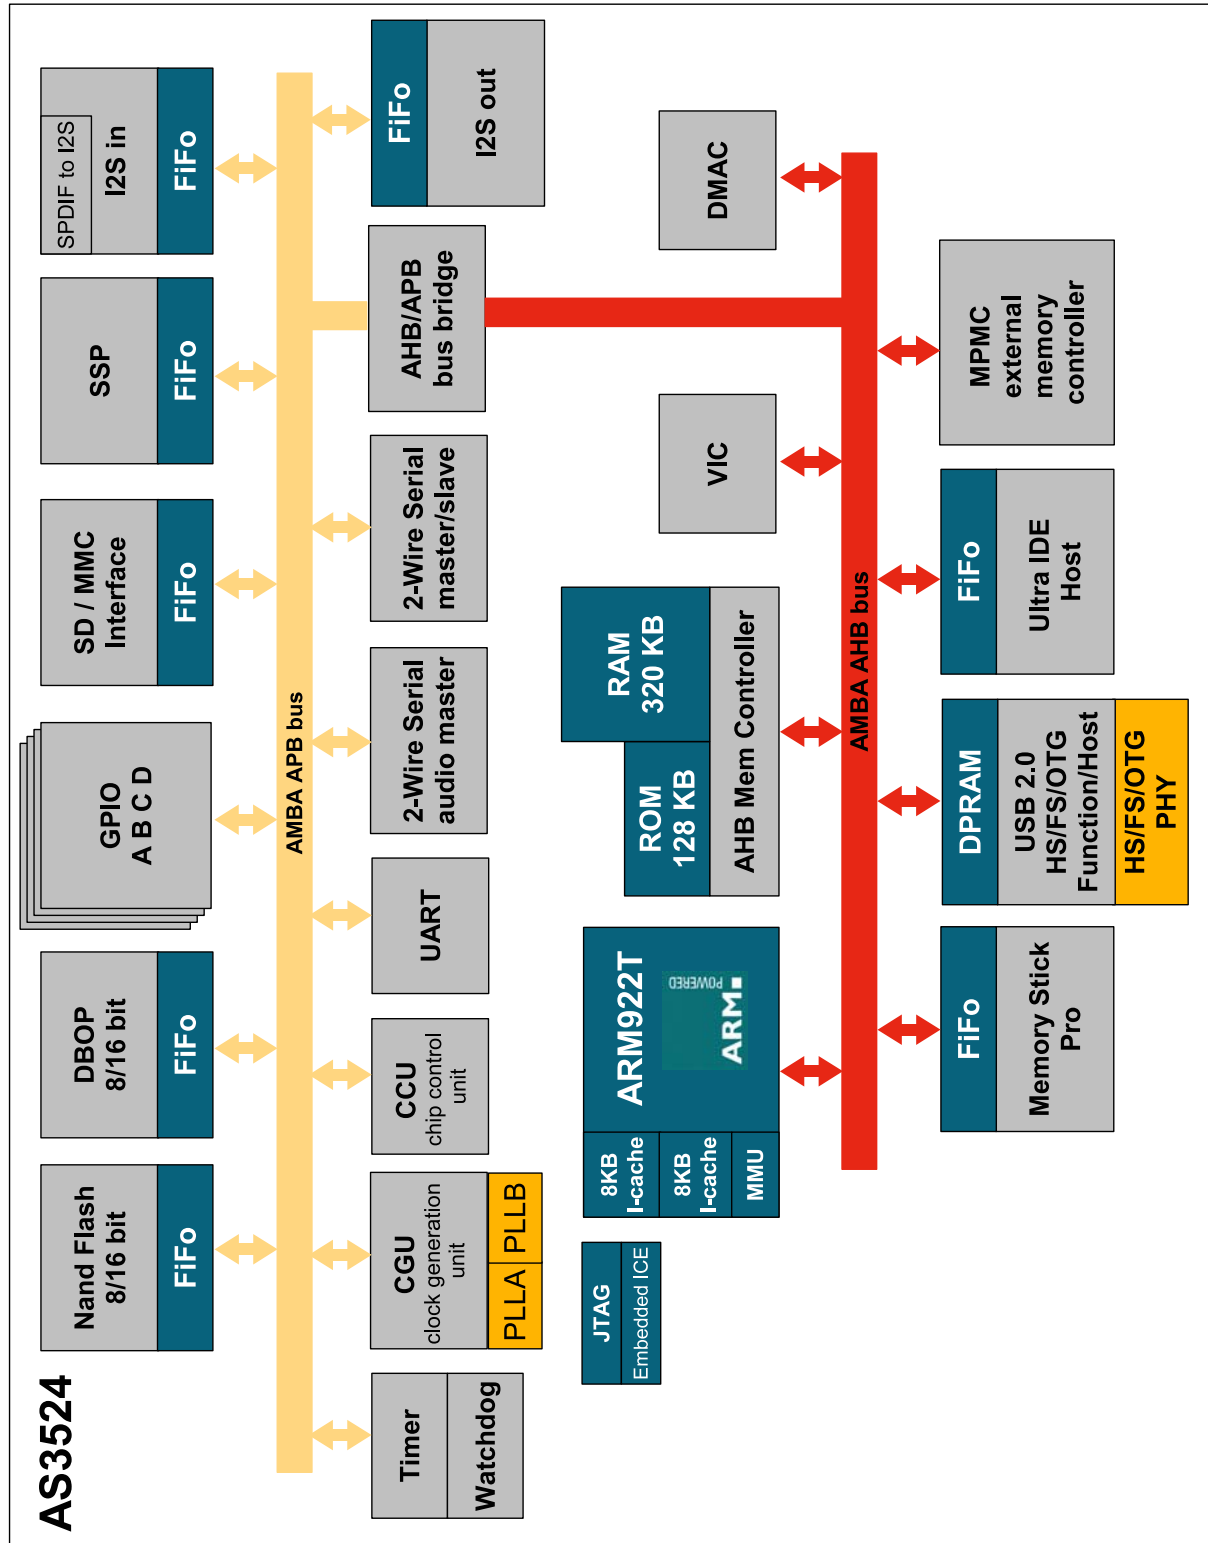 AS3524
Nand Flash
8/16 bit
FiFo
DBOP
8/16 bit
FiFo
GPIO
A B C D
SD / MMC
Interface
FiFo
SSP
FiFo
SPDIF to I2S
I2S in
FiFo
AMBA APB bus
Timer
Watchdog
CGU
clock generation
unit
PLLA
PLLB
CCU
chip control
unit
UART
2-Wire Serial
audio master
2-Wire Serial
master/slave
AHB/APB
bus bridge
FiFo
I2S out
JTAG
Embedded ICE
8KB
I-cache
8KB
I-cache
MMU
ARM922T
ARM
POWERED
ROM
128 KB
RAM
320 KB
AHB Mem Controller
VIC
DMAC
AMBA AHB bus
FiFo
Memory Stick
Pro
DPRAM
USB 2.0
HS/FS/OTG
Function/Host
HS/FS/OTG
PHY
FiFo
Ultra IDE
Host
MPMC
external
memory
controller